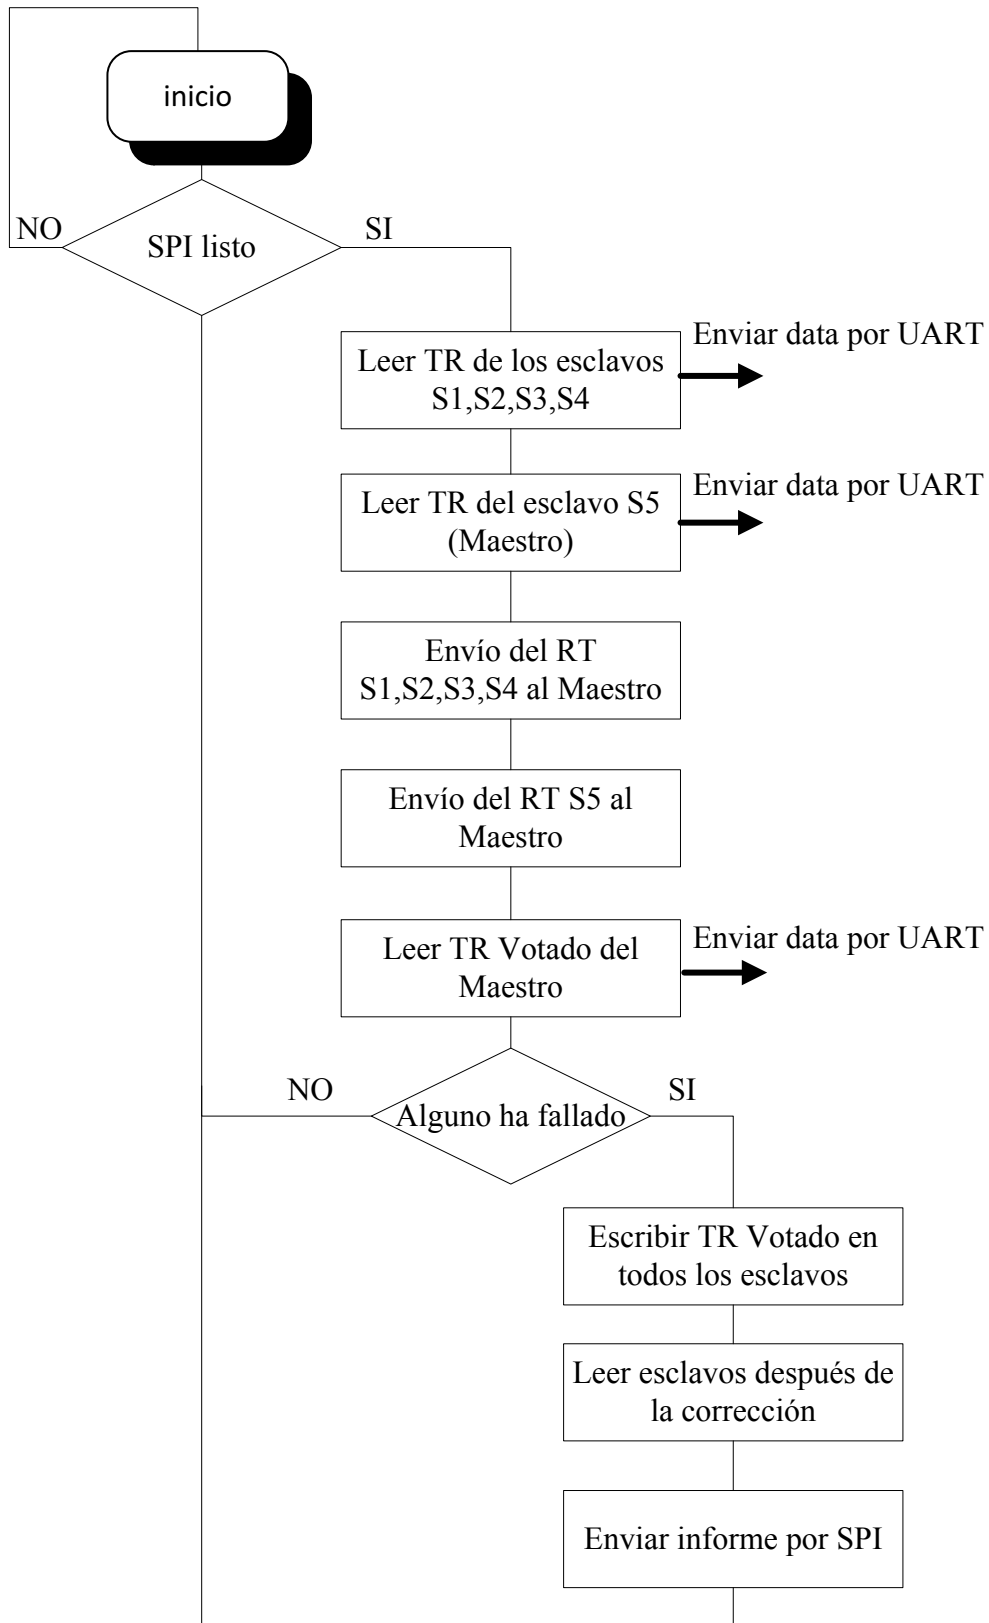 inicio
NO
SPI listo
SI
Leer TR de los esclavos
S1,S2,S3,S4
Enviar data por UART
Leer TR del esclavo S5
(Maestro)
Enviar data por UART
Envío del RT
S1,S2,S3,S4 al Maestro
Envío del RT S5 al
Maestro
Leer TR Votado del
Maestro
Enviar data por UART
NO
Alguno ha fallado
SI
Escribir TR Votado en
todos los esclavos
Leer esclavos después de
la corrección
Enviar informe por SPI